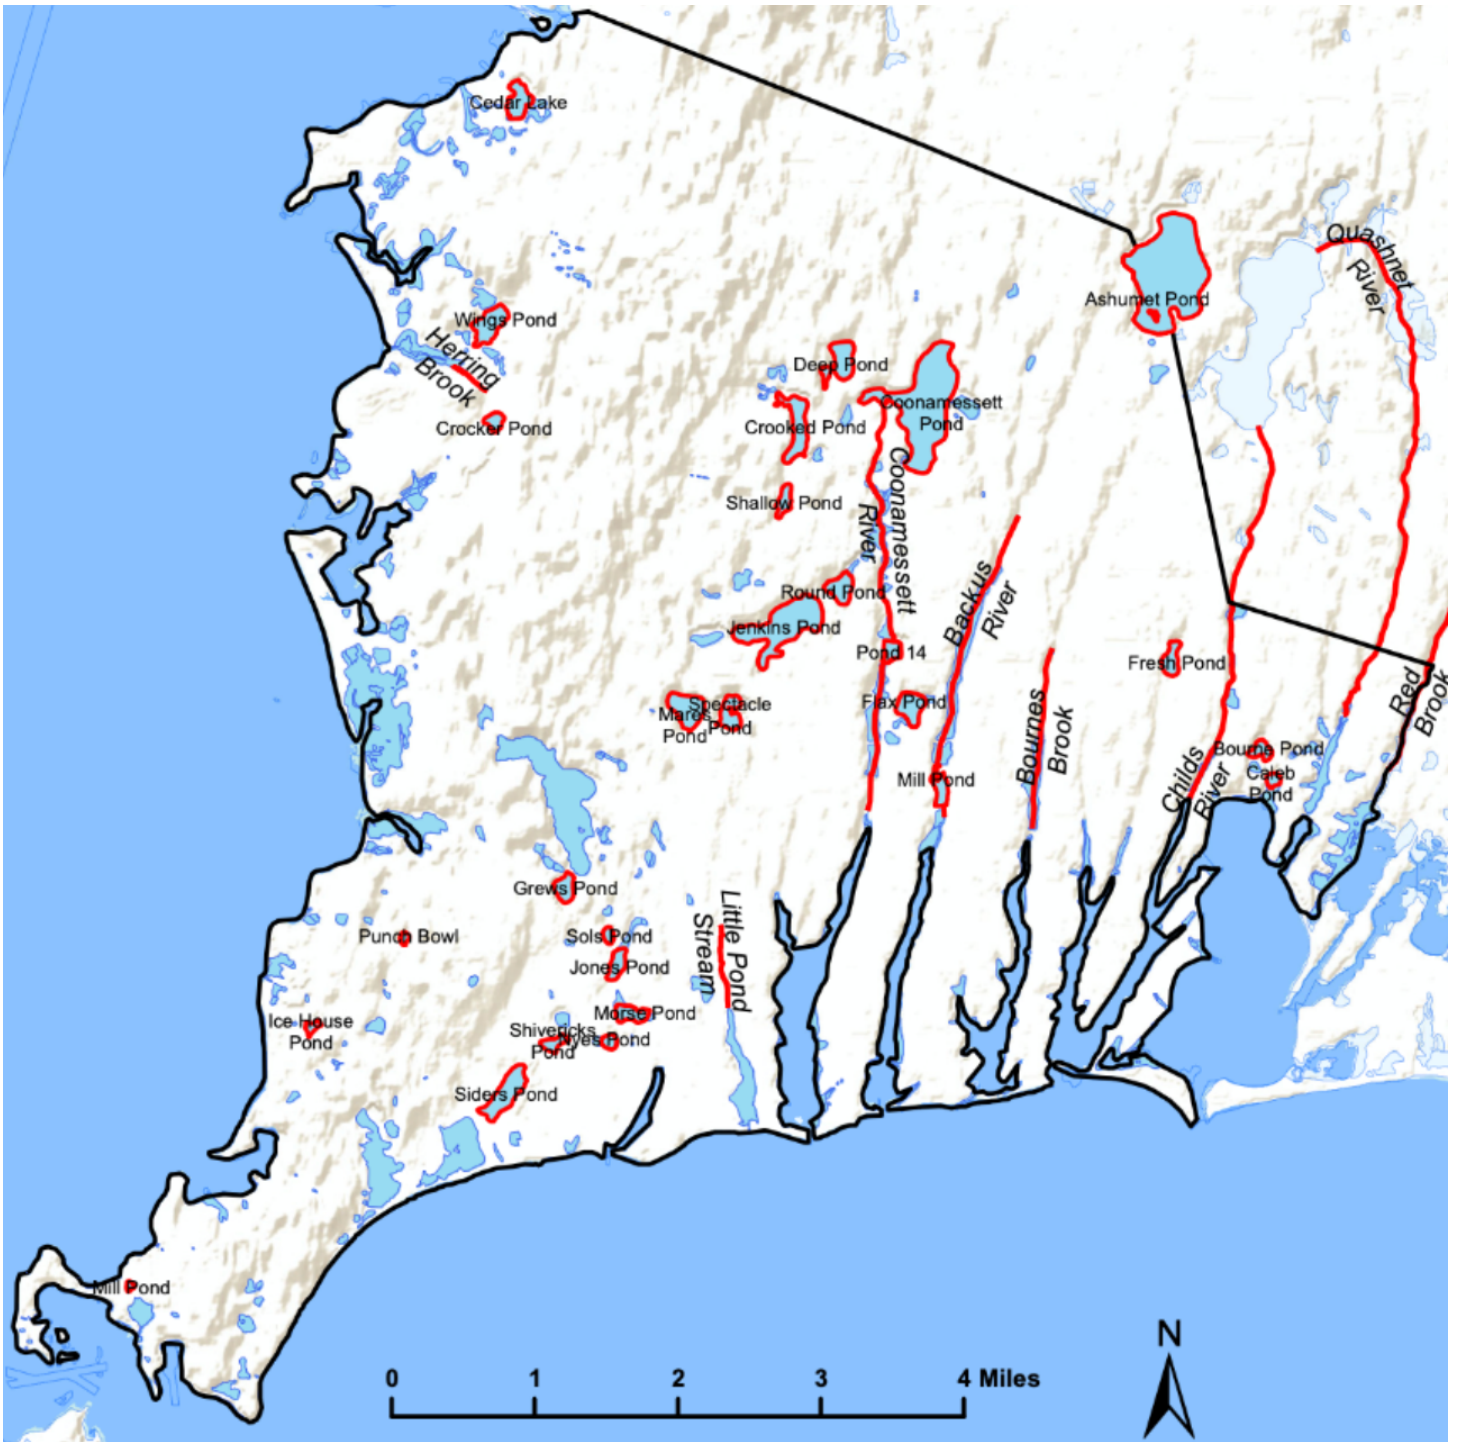 Cedar Lake
Quashnet
River
Ashumet Pond
Wings Pond
Herring
Brook
Deep Pond
Coonamessett
Pond
Crocker Pond
Crooked Pond
Shallow Pond
Coonamessett
River
Round Pond
Backus
River
Jenkins Pond
Pond 14
Fresh Pond
Red
Brook
Mares
Pond
Spectacle
Pond
Flax Pond
Bournes
Brook
Bourne Pond
Mill Pond
Caleb
Pond
Childs
River
Grews Pond
Little Pond
Stream
Punch Bowl
Sols Pond
Jones Pond
Morse Pond
Ice House
Pond
Shivericks
Pond
Nyes Pond
Siders Pond
Mill Pond
N
0 1 2 3 4 Miles